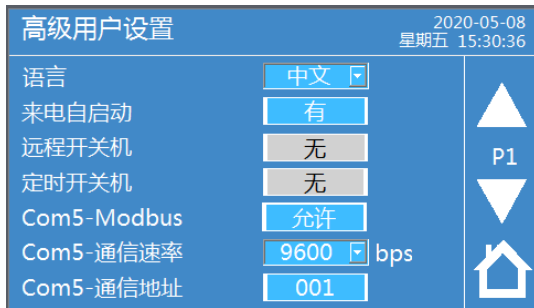 高级用户设置
2020-05-08
星期五 15:30:36
语言 中文
来电自启动 有
远程开关机 无
P1
定时开关机 无
Com5-Modbus 允许
Com5-通信速率 9600 bps
Com5-通信地址 001